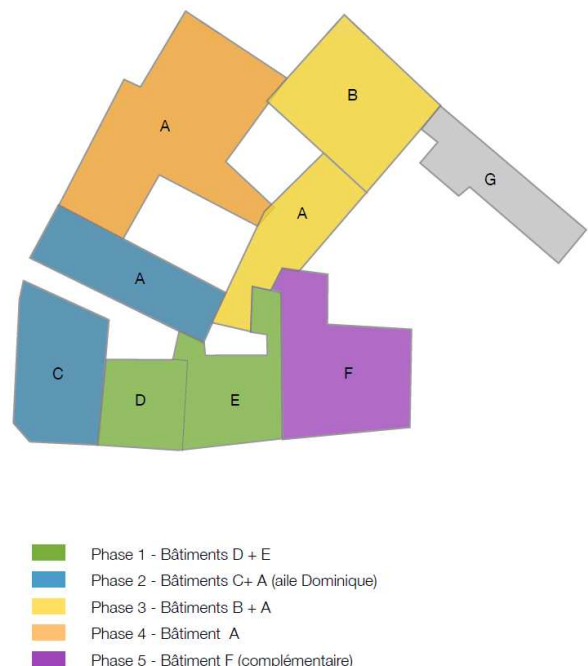 B
A
G
A
A
C
F
D
E
Phase 1 - Bâtiments D + E
Phase 2 - Bâtiments C+ A (aile Dominique)
Phase 3 - Bâtiments B + A
Phase 4 - Bâtiment A
Phase 5 - Bâtiment F (complémentaire)